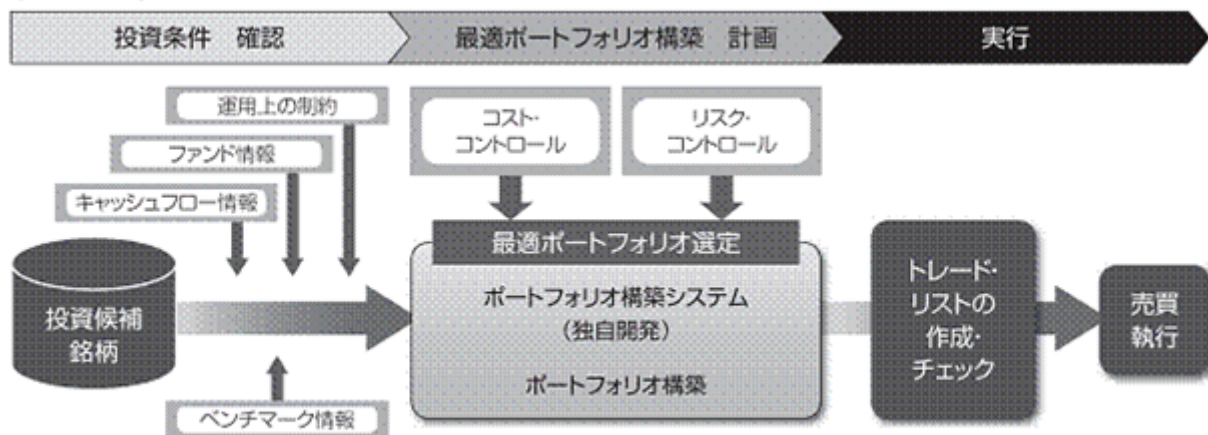 投資条件 確認
最適ポートフォリオ構築 計画
実行
運用上の制約
ファンド情報
キャッシュフロー情報
コスト・
コントロール
リスク・
コントロール
投資候補
銘柄
ベンチマーク情報
最適ポートフォリオ選定
ポートフォリオ構築システム
(独自開発)
ポートフォリオ構築
トレード・
リストの
作成・
チェック
売買
執行